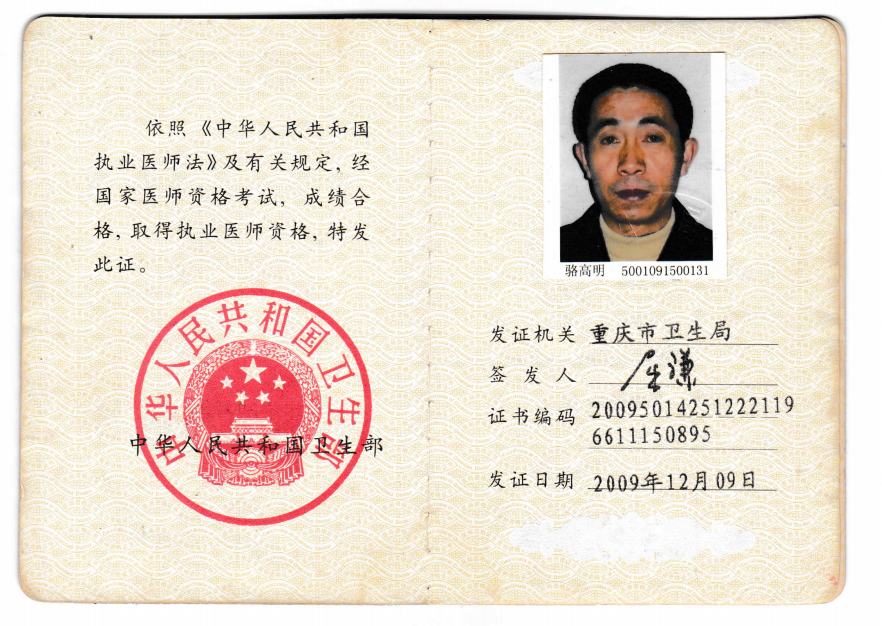 依照《中华人民共和国
执业医师法》及有关规定,经
国家医师资格考试,成绩合
格,取得执业医师资格,特发
此证。
中华人民共和国卫生部
中华人民共和国卫生部
骆高明 5001091500131
发证机关 重庆市卫生局
签发人 屈谦
证书编码 20095014251222119
6611150895
发证日期 2009年12月09日